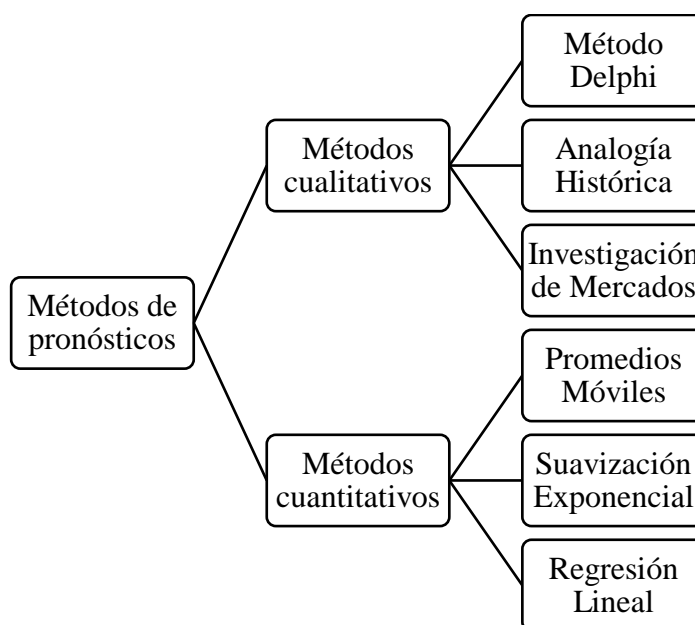 Método
Delphi
Métodos
cualitativos
Analogía
Histórica
Investigación
de Mercados
Métodos de
pronósticos
Promedios
Móviles
Métodos
cuantitativos
Suavización
Exponencial
Regresión
Lineal